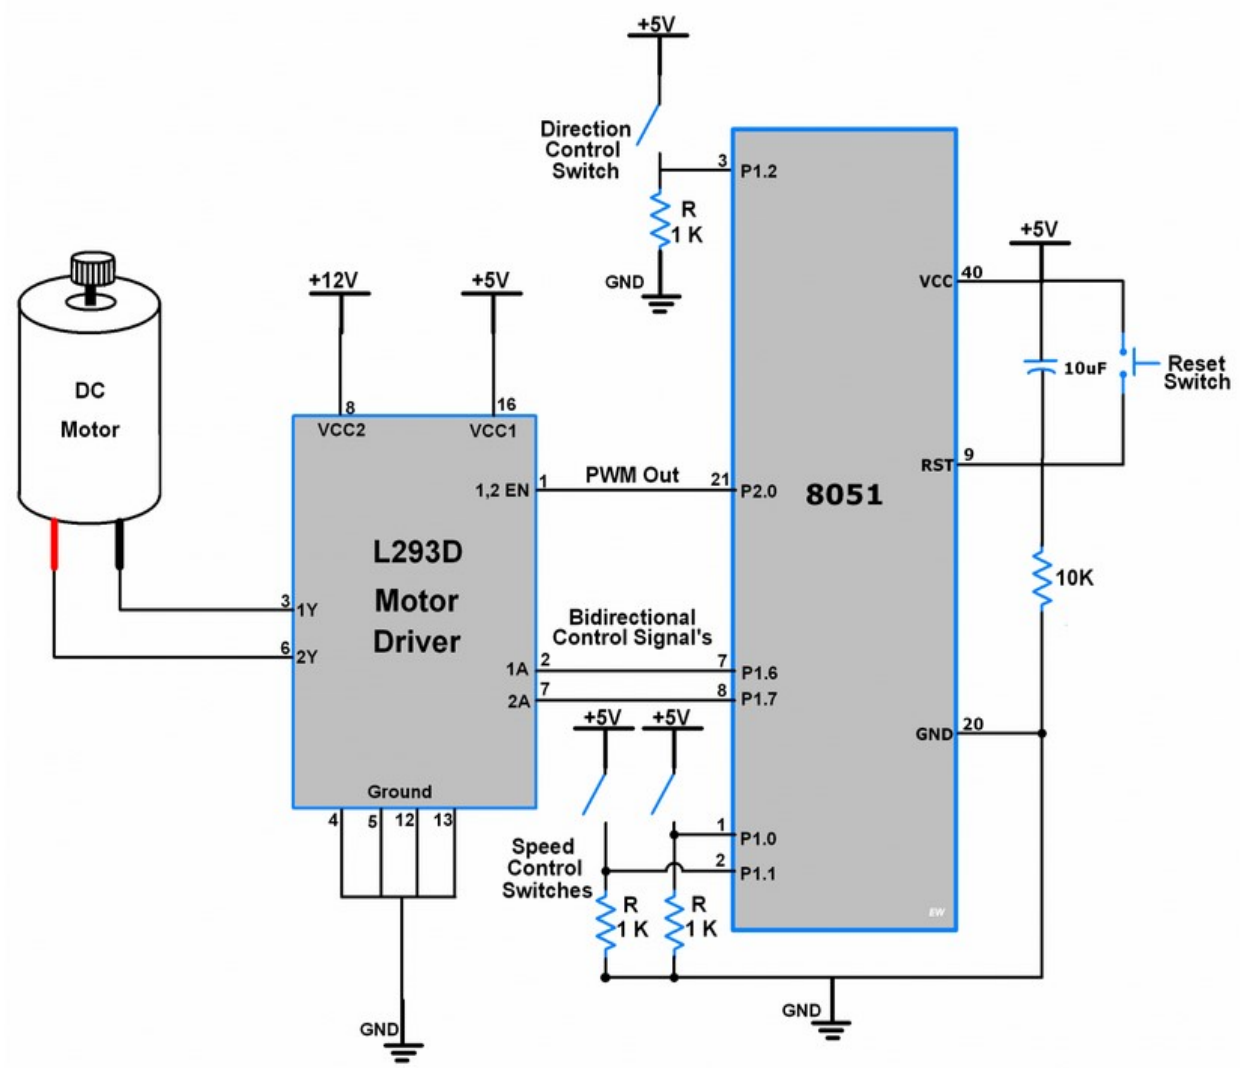 +5V
Direction
Control
Switch
3
P1.2
R
1 K
GND
+5V
VCC
40
10uF
Reset
Switch
RST
9
10K
GND
20
8051
EW
DC
Motor
+12V
+5V
8
VCC2
16
VCC1
1,2 EN
1
PWM Out
21
P2.0
L293D
Motor
Driver
3
1Y
6
2Y
Bidirectional
Control Signal's
1A
2
7
P1.6
2A
7
8
P1.7
+5V
+5V
Ground
4
5
12
13
GND
Speed
Control
Switches
1
P1.0
2
P1.1
R
1 K
R
1 K
GND